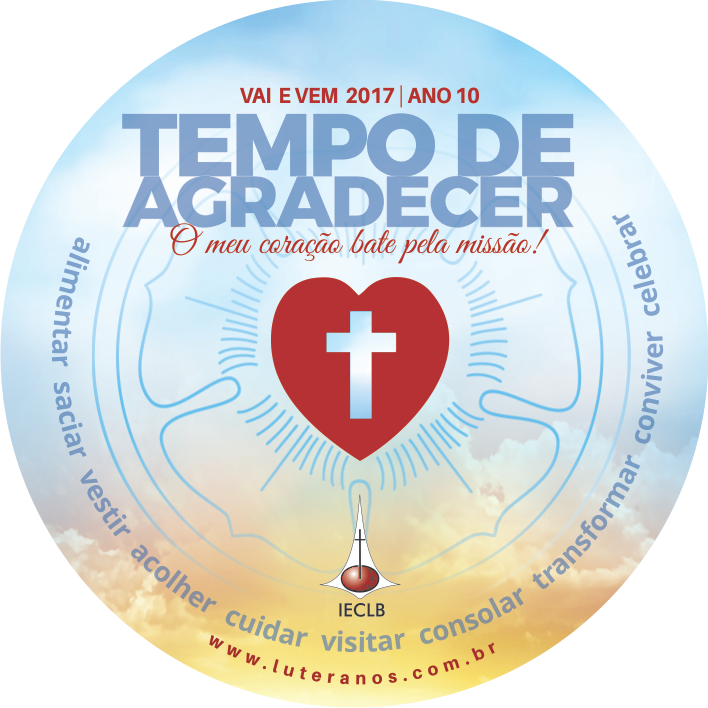 VAI E VEM 2017 | ANO 10
TEMPO DE
AGRADECER
O meu coração bate pela missão!
alimentar saciar vestir acolher cuidar visitar consolar transformar conviver celebrar
IECLB
www.luteranos.com.br